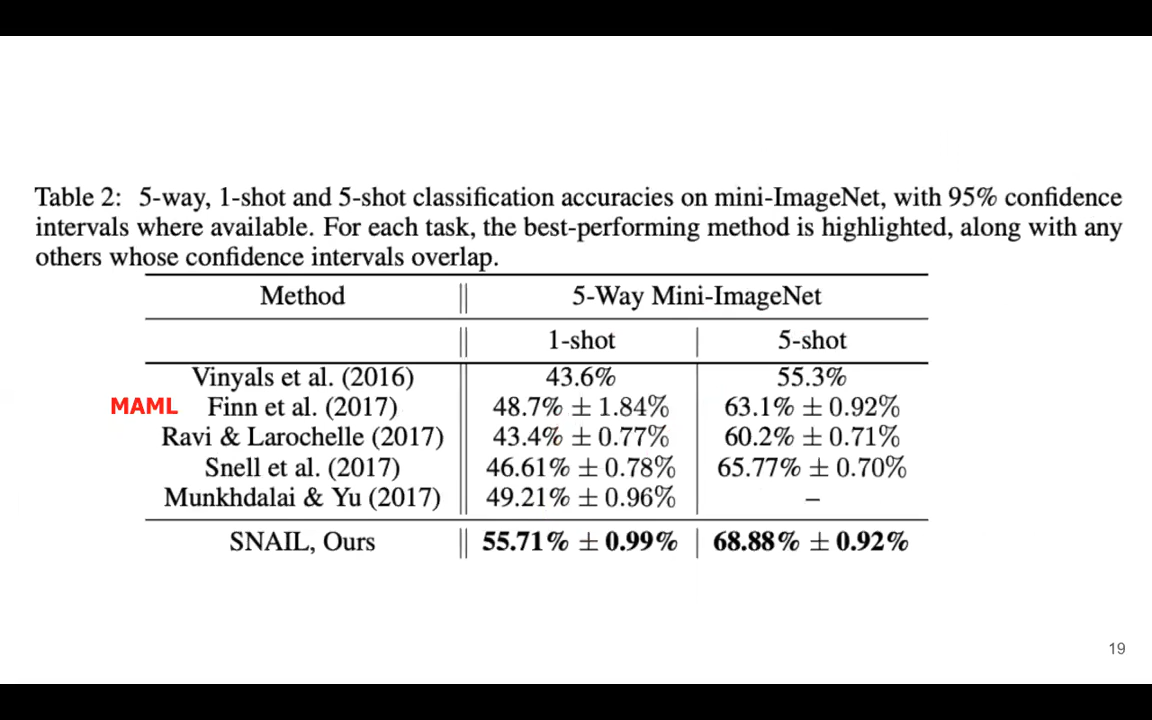 Table 2: 5-way, 1-shot and 5-shot classification accuracies on mini-ImageNet, with 95% confidence
intervals where available. For each task, the best-performing method is highlighted, along with any
others whose confidence intervals overlap.
Method || 5-Way Mini-ImageNet
|| 1-shot | 5-shot
Vinyals et al. (2016) || 43.6% | 55.3%
MAML Finn et al. (2017) || 48.7% ± 1.84% | 63.1% ± 0.92%
Ravi & Larochelle (2017) || 43.4% ± 0.77% | 60.2% ± 0.71%
Snell et al. (2017) || 46.61% ± 0.78% | 65.77% ± 0.70%
Munkhdalai & Yu (2017) || 49.21% ± 0.96% | –
SNAIL, Ours || 55.71% ± 0.99% | 68.88% ± 0.92%
19